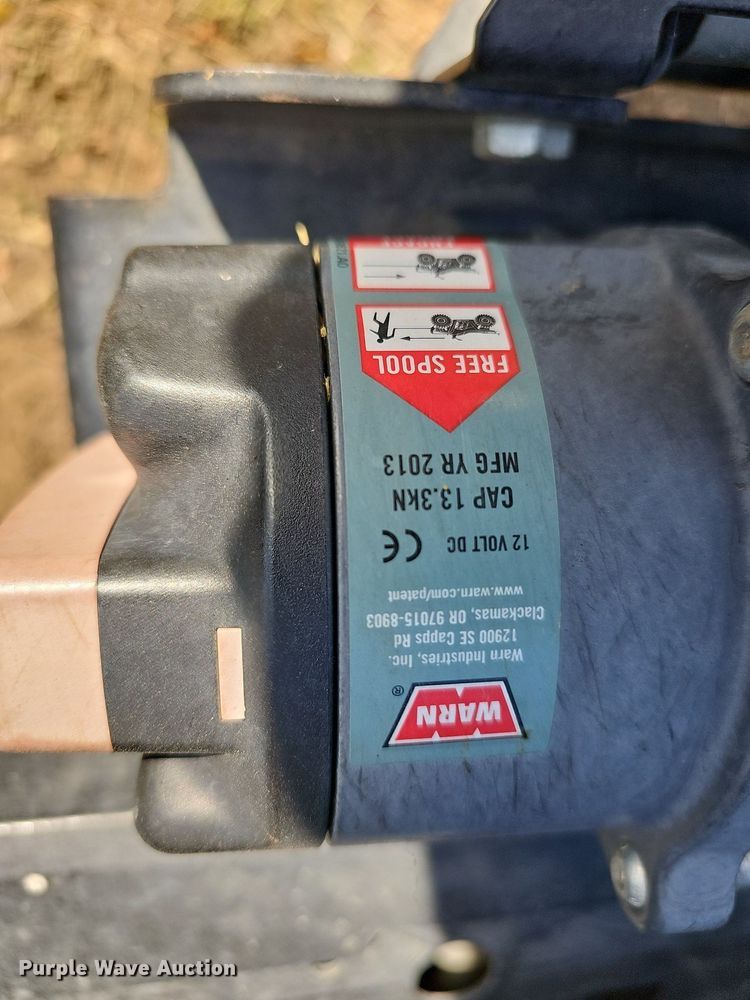 WARN
®
Warn Industries, Inc.
12900 SE Capps Rd
Clackamas, OR 97015-8903
www.warn.com/patent
12 VOLT DC CE
CAP 13.3kN
MFG YR 2013
FREE SPOOL
Purple Wave Auction